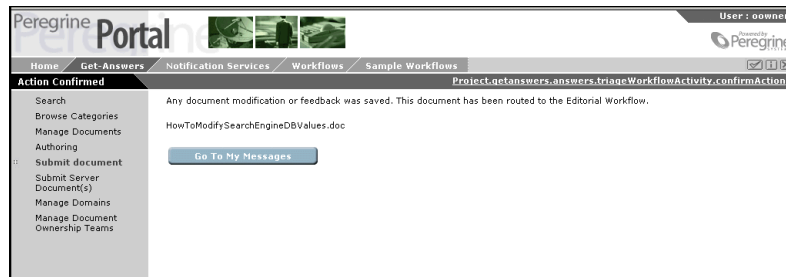 Peregrine Portal
User : oowne
Powered by
Peregrine
Home
Get-Answers
Notification Services
Workflows
Sample Workflows
Action Confirmed
Project.getanswers.answers.triageWorkflowActivity.confirmAction
Search
Browse Categories
Manage Documents
Authoring
Submit document
Submit Server
Document(s)
Manage Domains
Manage Document
Ownership Teams
Any document modification or feedback was saved. This document has been routed to the Editorial Workflow.
HowToModifySearchEngineDBValues.doc
Go To My Messages